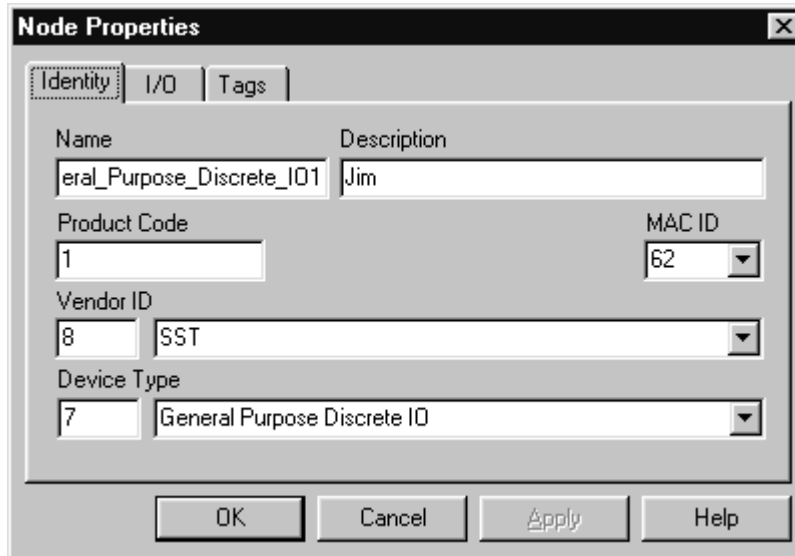 Node Properties
Identity I/O Tags
Name Description
eral_Purpose_Discrete_IO1 Jim
Product Code MAC ID
1 62
Vendor ID
8 SST
Device Type
7 General Purpose Discrete IO
OK Cancel Apply Help